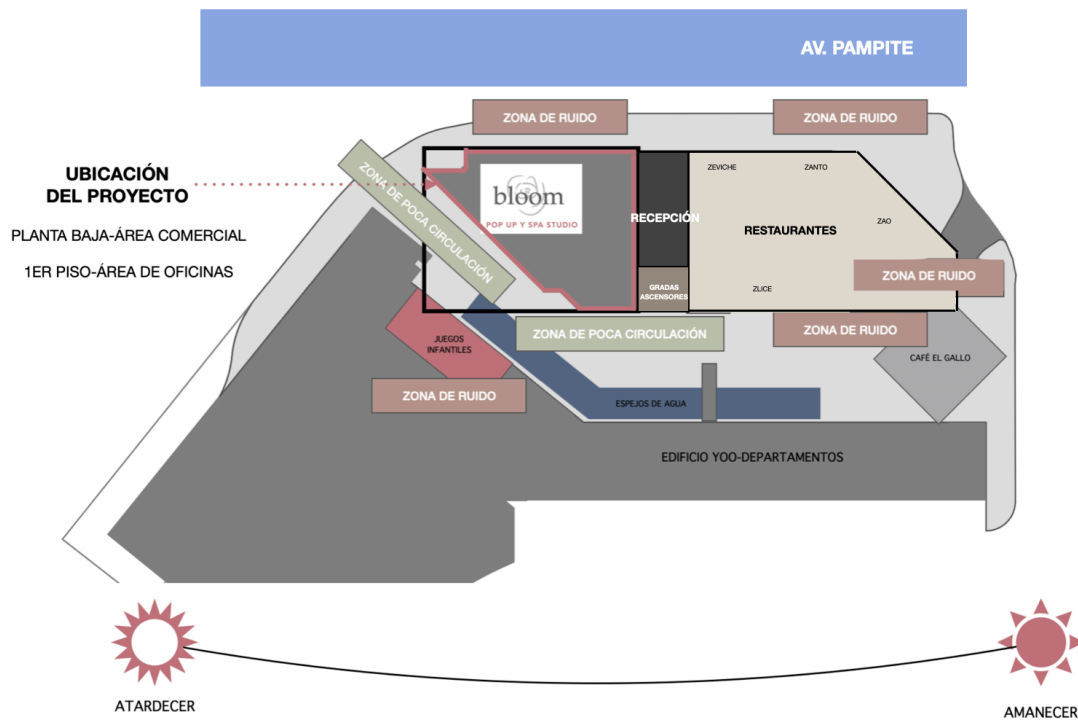 AV. PAMPITE
ZONA DE RUIDO
ZONA DE RUIDO
UBICACIÓN
DEL PROYECTO
PLANTA BAJA-ÁREA COMERCIAL
1ER PISO-ÁREA DE OFICINAS
ZONA DE POCA CIRCULACIÓN
bloom
POP UP Y SPA STUDIO
RECEPCIÓN
ZEVICHE
ZANTO
ZAO
RESTAURANTES
ZONA DE RUIDO
GRADAS
ASCENSORES
ZLICE
ZONA DE POCA CIRCULACIÓN
ZONA DE RUIDO
JUEGOS
INFANTILES
CAFÉ EL GALLO
ZONA DE RUIDO
ESPEJOS DE AGUA
EDIFICIO YOO-DEPARTAMENTOS
ATARDECER
AMANECER